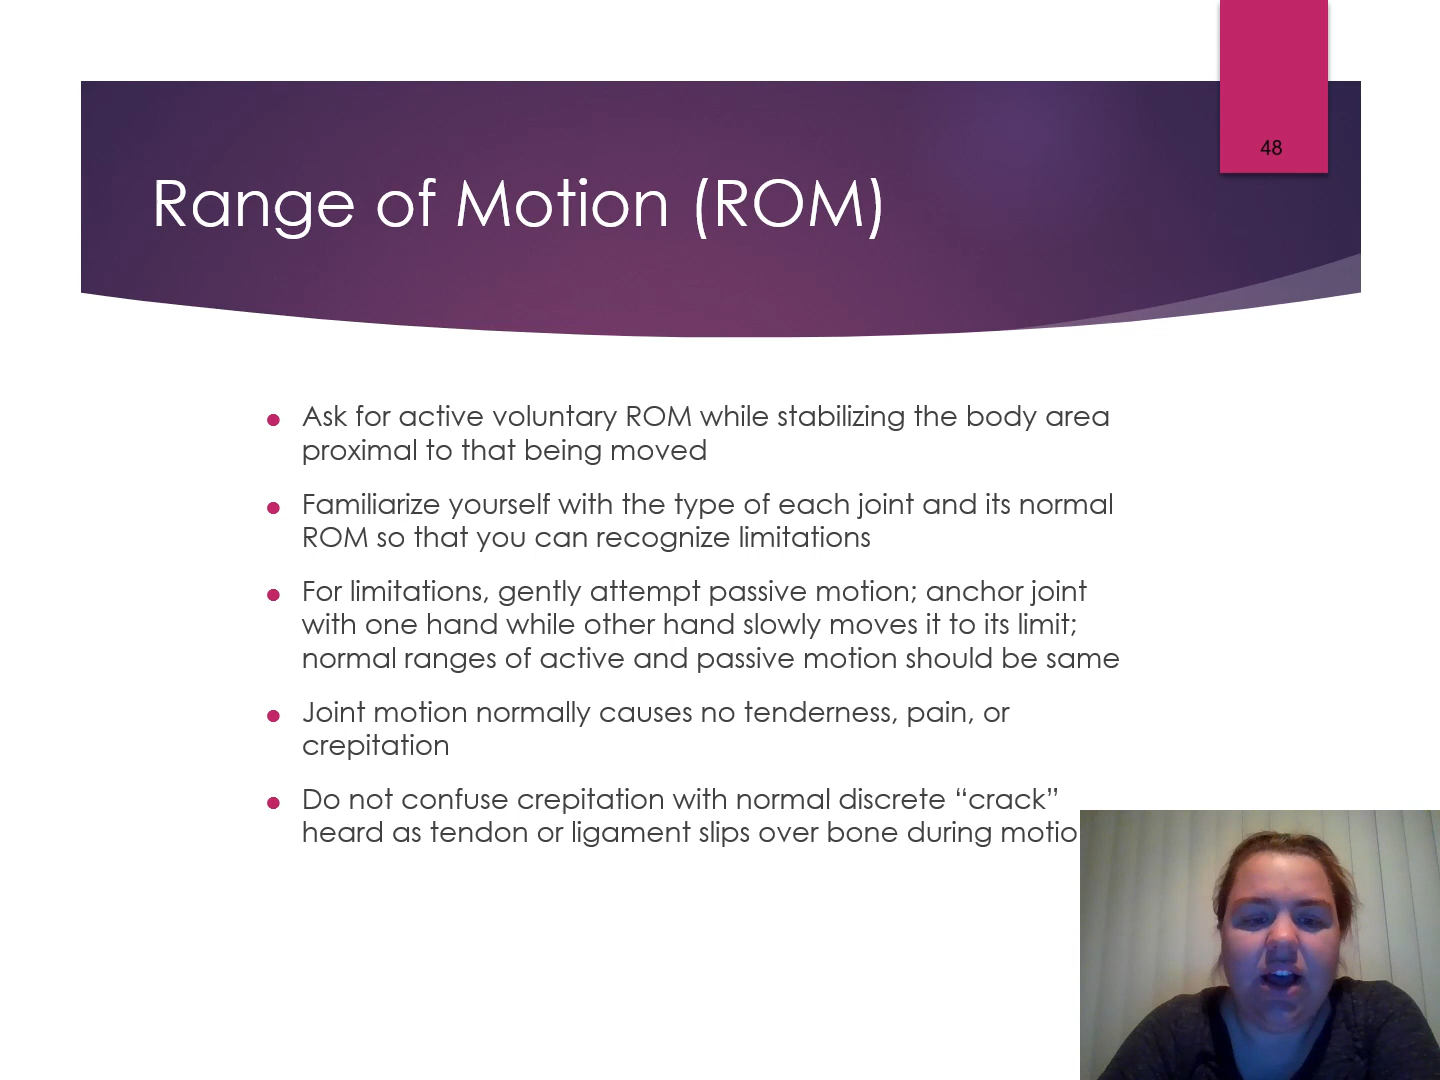 48
Range of Motion (ROM)
● Ask for active voluntary ROM while stabilizing the body area
proximal to that being moved
● Familiarize yourself with the type of each joint and its normal
ROM so that you can recognize limitations
● For limitations, gently attempt passive motion; anchor joint
with one hand while other hand slowly moves it to its limit;
normal ranges of active and passive motion should be same
● Joint motion normally causes no tenderness, pain, or
crepitation
● Do not confuse crepitation with normal discrete “crack”
heard as tendon or ligament slips over bone during motio